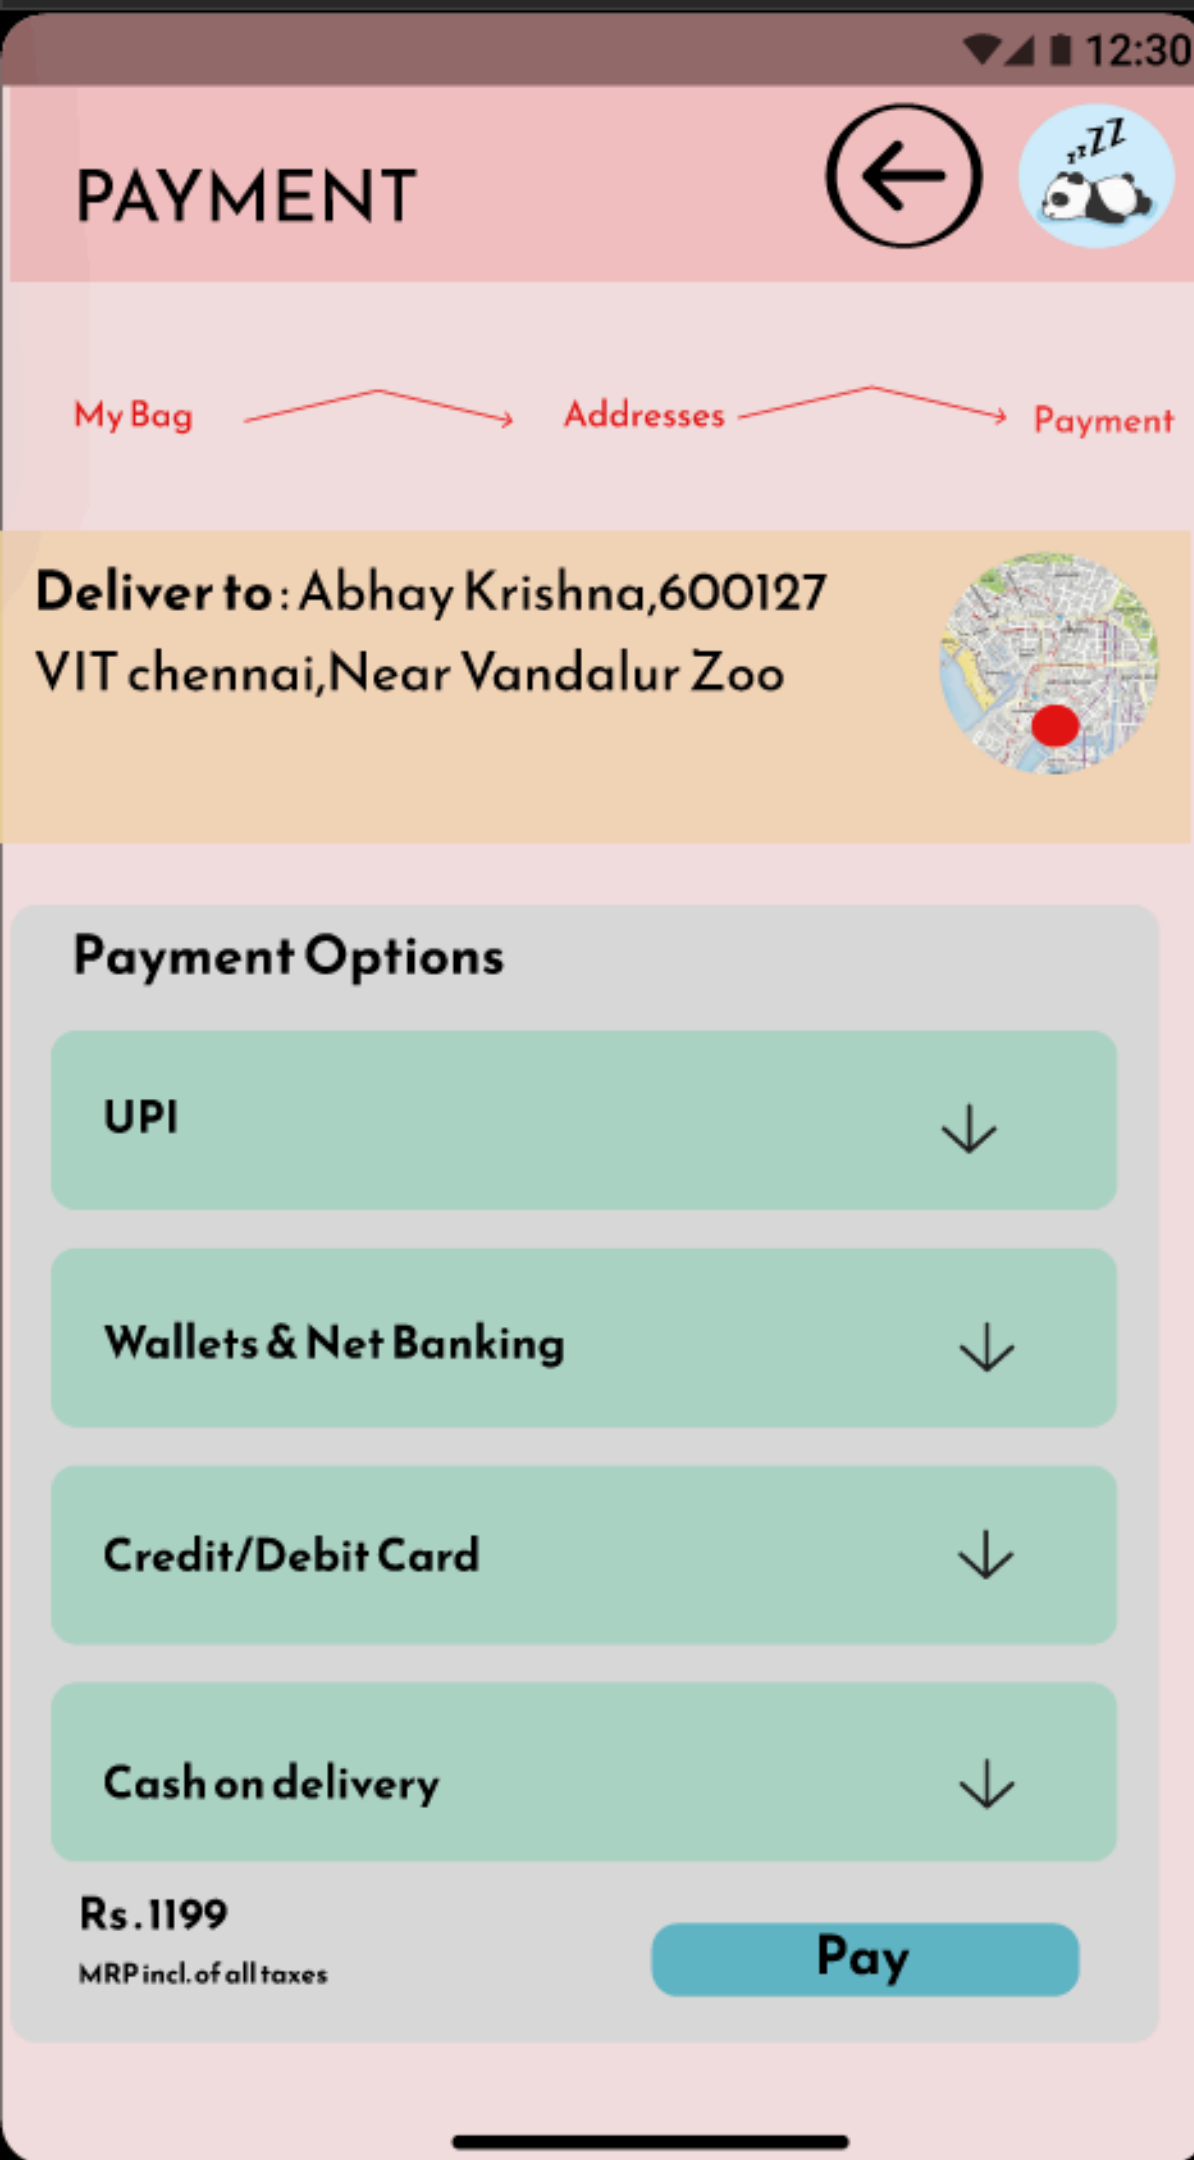 12:30
PAYMENT
zzZZ
My Bag
Addresses
Payment
Deliver to : Abhay Krishna,600127
VIT chennai,Near Vandalur Zoo
Payment Options
UPI
Wallets & Net Banking
Credit/Debit Card
Cash on delivery
Rs.1199
MRP incl.of all taxes
Pay